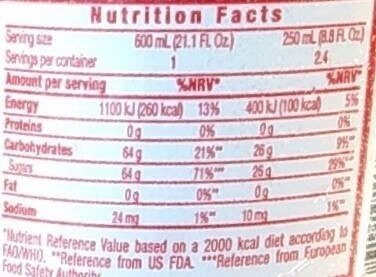 Nutrition Facts
Serving size 600 mL (21.1 Fl. Oz.) 250 mL (8.8 Fl. Oz.)
Servings per container 1 2.4
Amount per serving %NRV* %NRV*
Energy 1100 kJ (260 kcal) 13% 400 kJ (100 kcal) 5%
Proteins 0 g 0% 0 g 0%
Carbohydrates 64 g 21%** 26 g 9%**
Sugars 64 g 71%*** 26 g 29%***
Fat 0 g 0%** 0 g 0%**
Sodium 24 mg 1%** 10 mg 1%**
*Nutrient Reference Value based on a 2000 kcal diet according to
FAO/WHO. **Reference from US FDA. ***Reference from European
Food Safety Authority